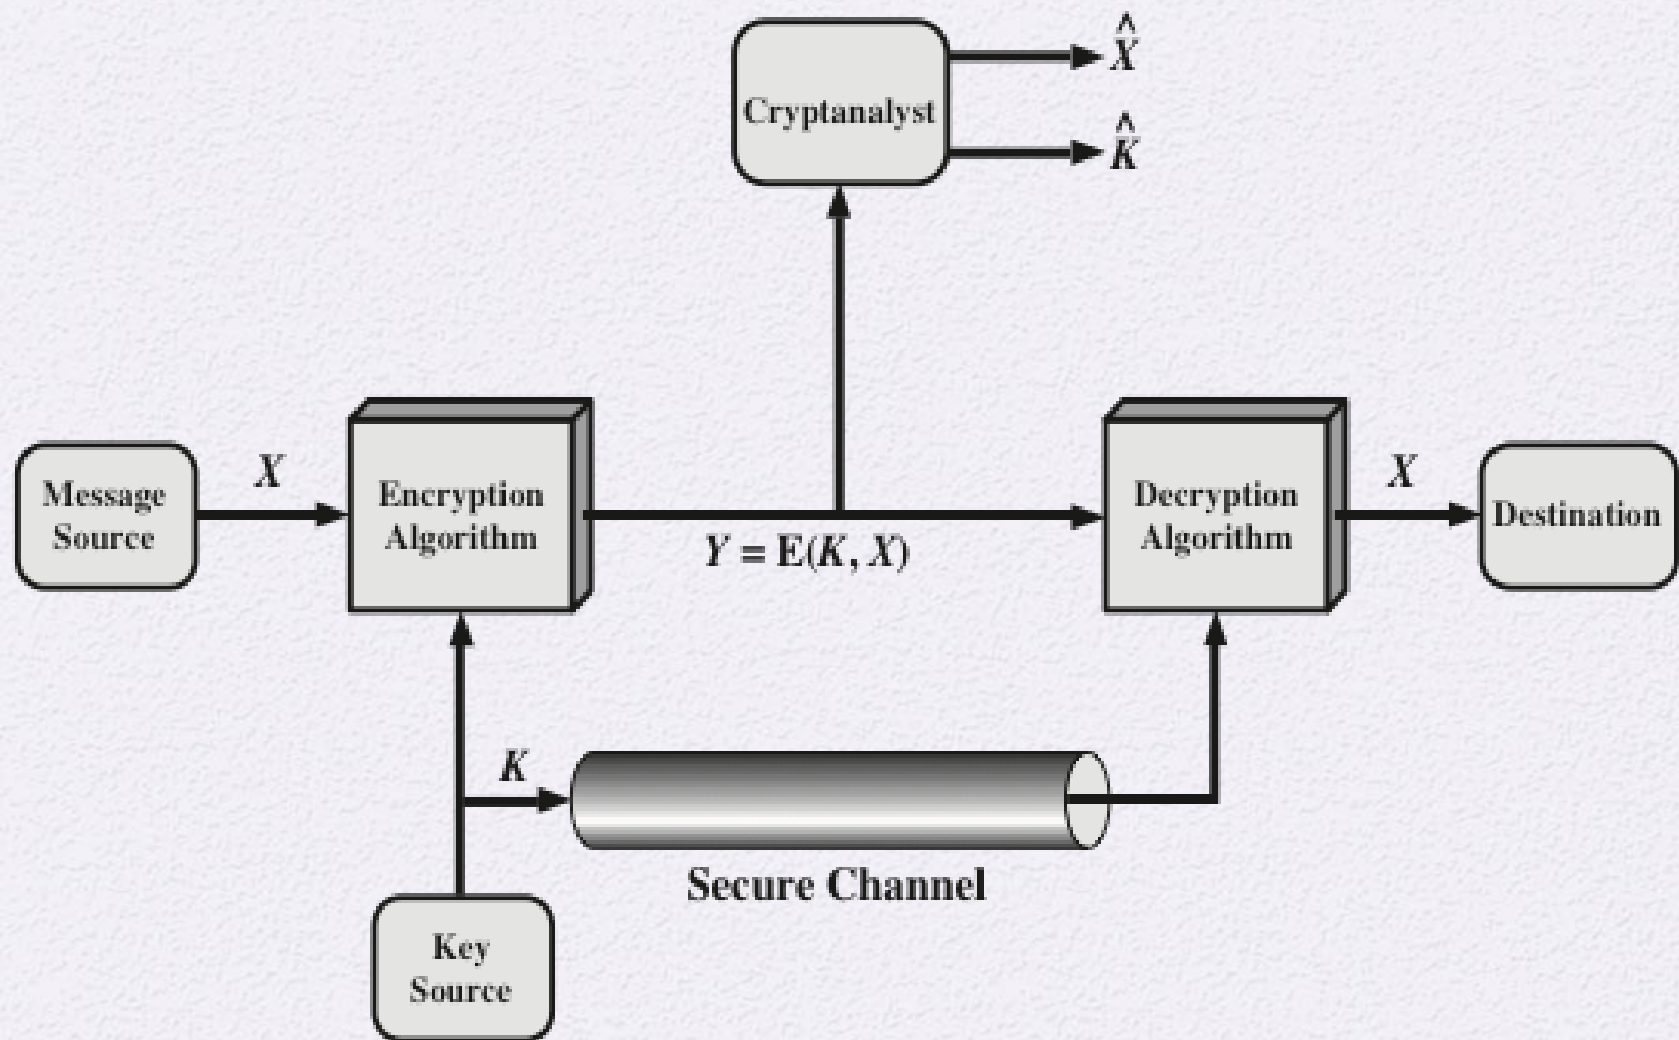 X̂
Cryptanalyst
K̂
Message
Source
X
Encryption
Algorithm
Y = E(K, X)
Decryption
Algorithm
X
Destination
K
Secure Channel
Key
Source